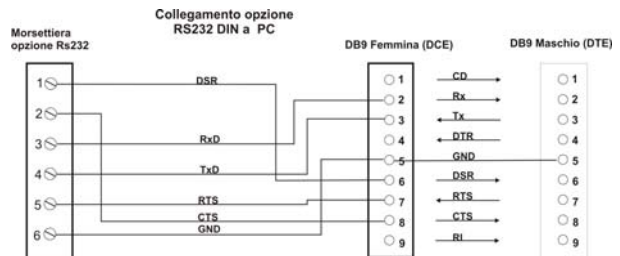 Collegamento opzione
RS232 DIN a PC
Morsettiera
opzione Rs232
DB9 Femmina (DCE)
DB9 Maschio (DTE)
1
2
3
4
5
6
DSR
RxD
TxD
RTS
CTS
GND
1
2
3
4
5
6
7
8
9
CD
Rx
Tx
DTR
GND
DSR
RTS
CTS
RI
1
2
3
4
5
6
7
8
9